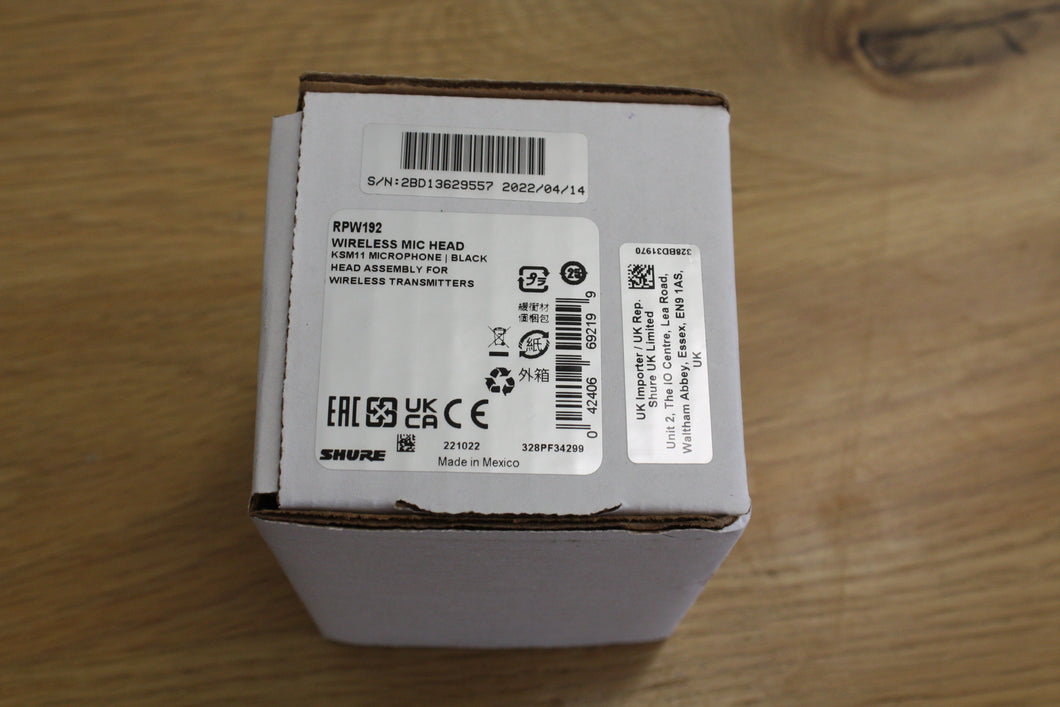 S/N:2BD13629557 2022/04/14
RPW192
WIRELESS MIC HEAD
KSM11 MICROPHONE | BLACK
HEAD ASSEMBLY FOR
WIRELESS TRANSMITTERS
プラ
25
緩衝材
個梱包
紙
外箱
0 42406 69219 9
EAC
UK
CA
CE
SHURE
221022
328PF34299
Made in Mexico
328BD31970
UK Importer / UK Rep.
Shure UK Limited
Unit 2, The IO Centre, Lea Road,
Waltham Abbey, Essex, EN9 1AS,
UK